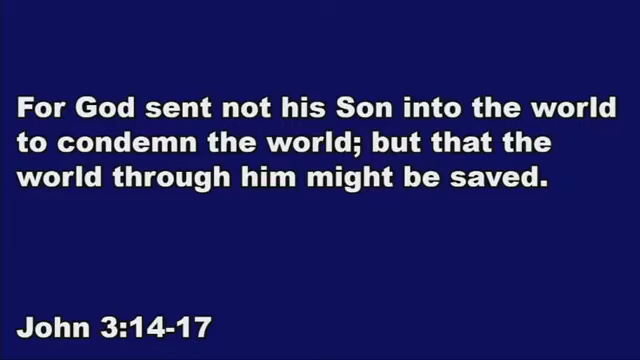 For God sent not his Son into the world
to condemn the world; but that the
world through him might be saved.
John 3:14-17